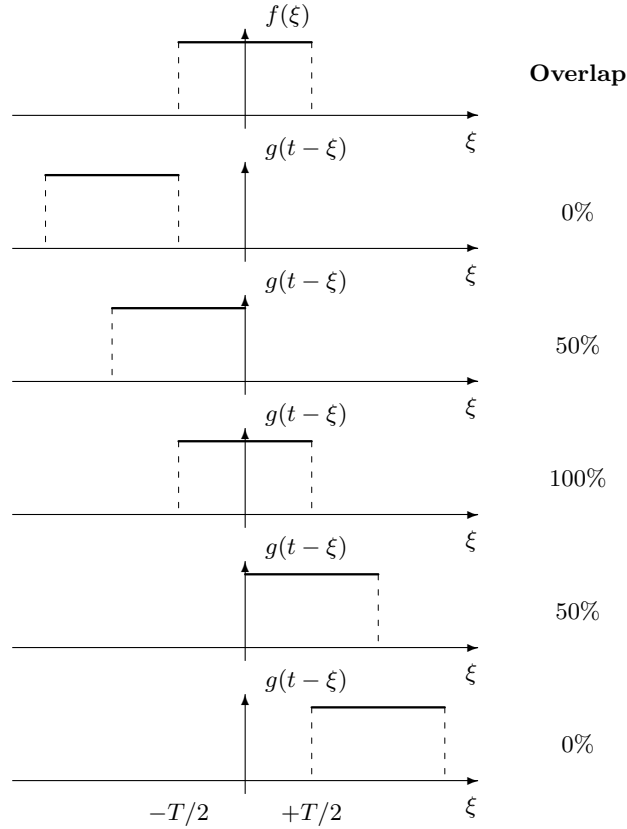 f(ξ)
Overlap
ξ
g(t − ξ)
0%
ξ
g(t − ξ)
50%
ξ
g(t − ξ)
100%
ξ
g(t − ξ)
50%
ξ
g(t − ξ)
0%
−T/2 +T/2 ξ